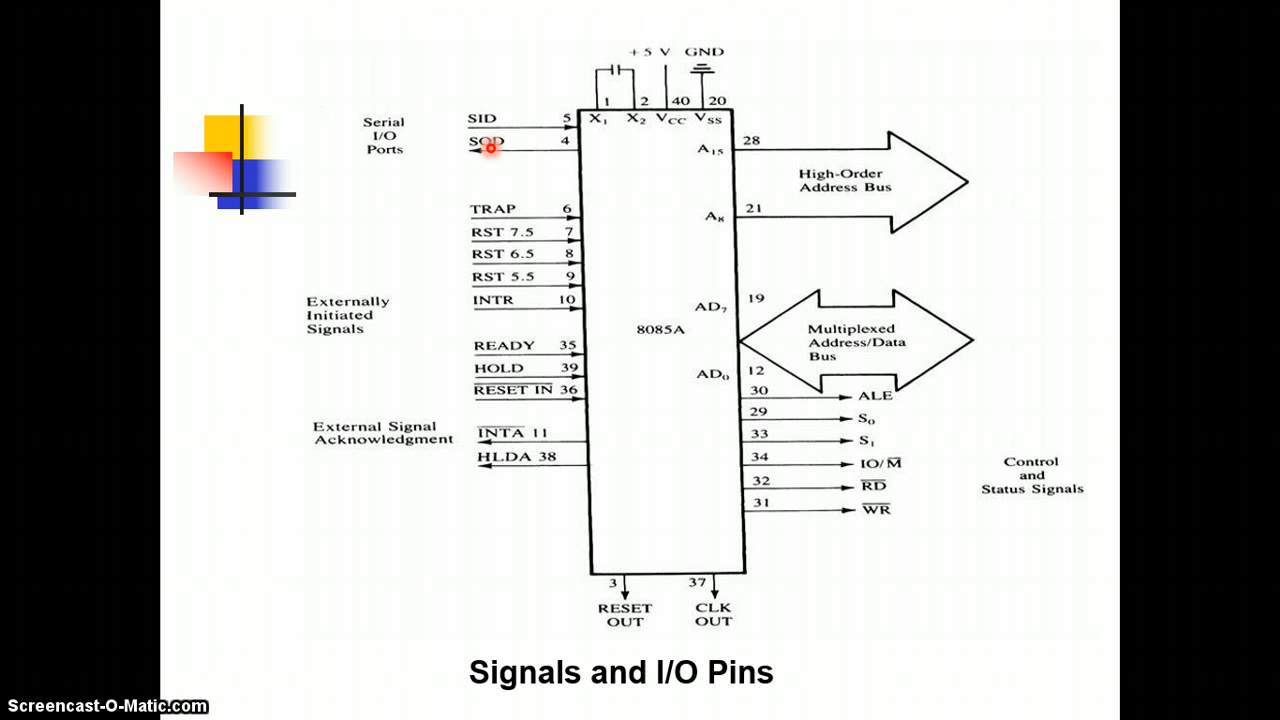 + 5 V GND
1 2 40 20
X1 X2 VCC VSS
Serial
I/O
Ports
SID 5
SOD 4
TRAP 6
RST 7.5 7
RST 6.5 8
RST 5.5 9
INTR 10
Externally
Initiated
Signals
READY 35
HOLD 39
RESET IN 36
External Signal
Acknowledgment
INTA 11
HLDA 38
8085A
A15 28
High-Order
Address Bus
A8 21
AD7 19
Multiplexed
Address/Data
Bus
AD0 12
30 ALE
29 S0
33 S1
34 IO/M̅
32 R̅D̅
31 W̅R̅
Control
and
Status Signals
3 37
RESET
OUT
CLK
OUT
Signals and I/O Pins
Screencast-O-Matic.com